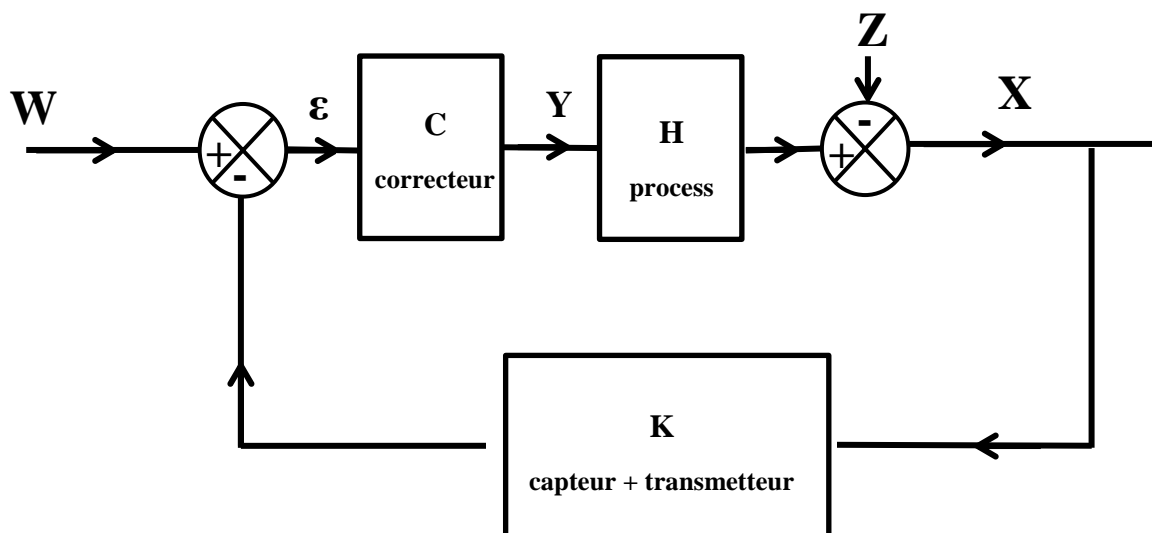 Z
W
ε
Y
X
C
correcteur
H
process
+
-
-
+
K
capteur + transmetteur